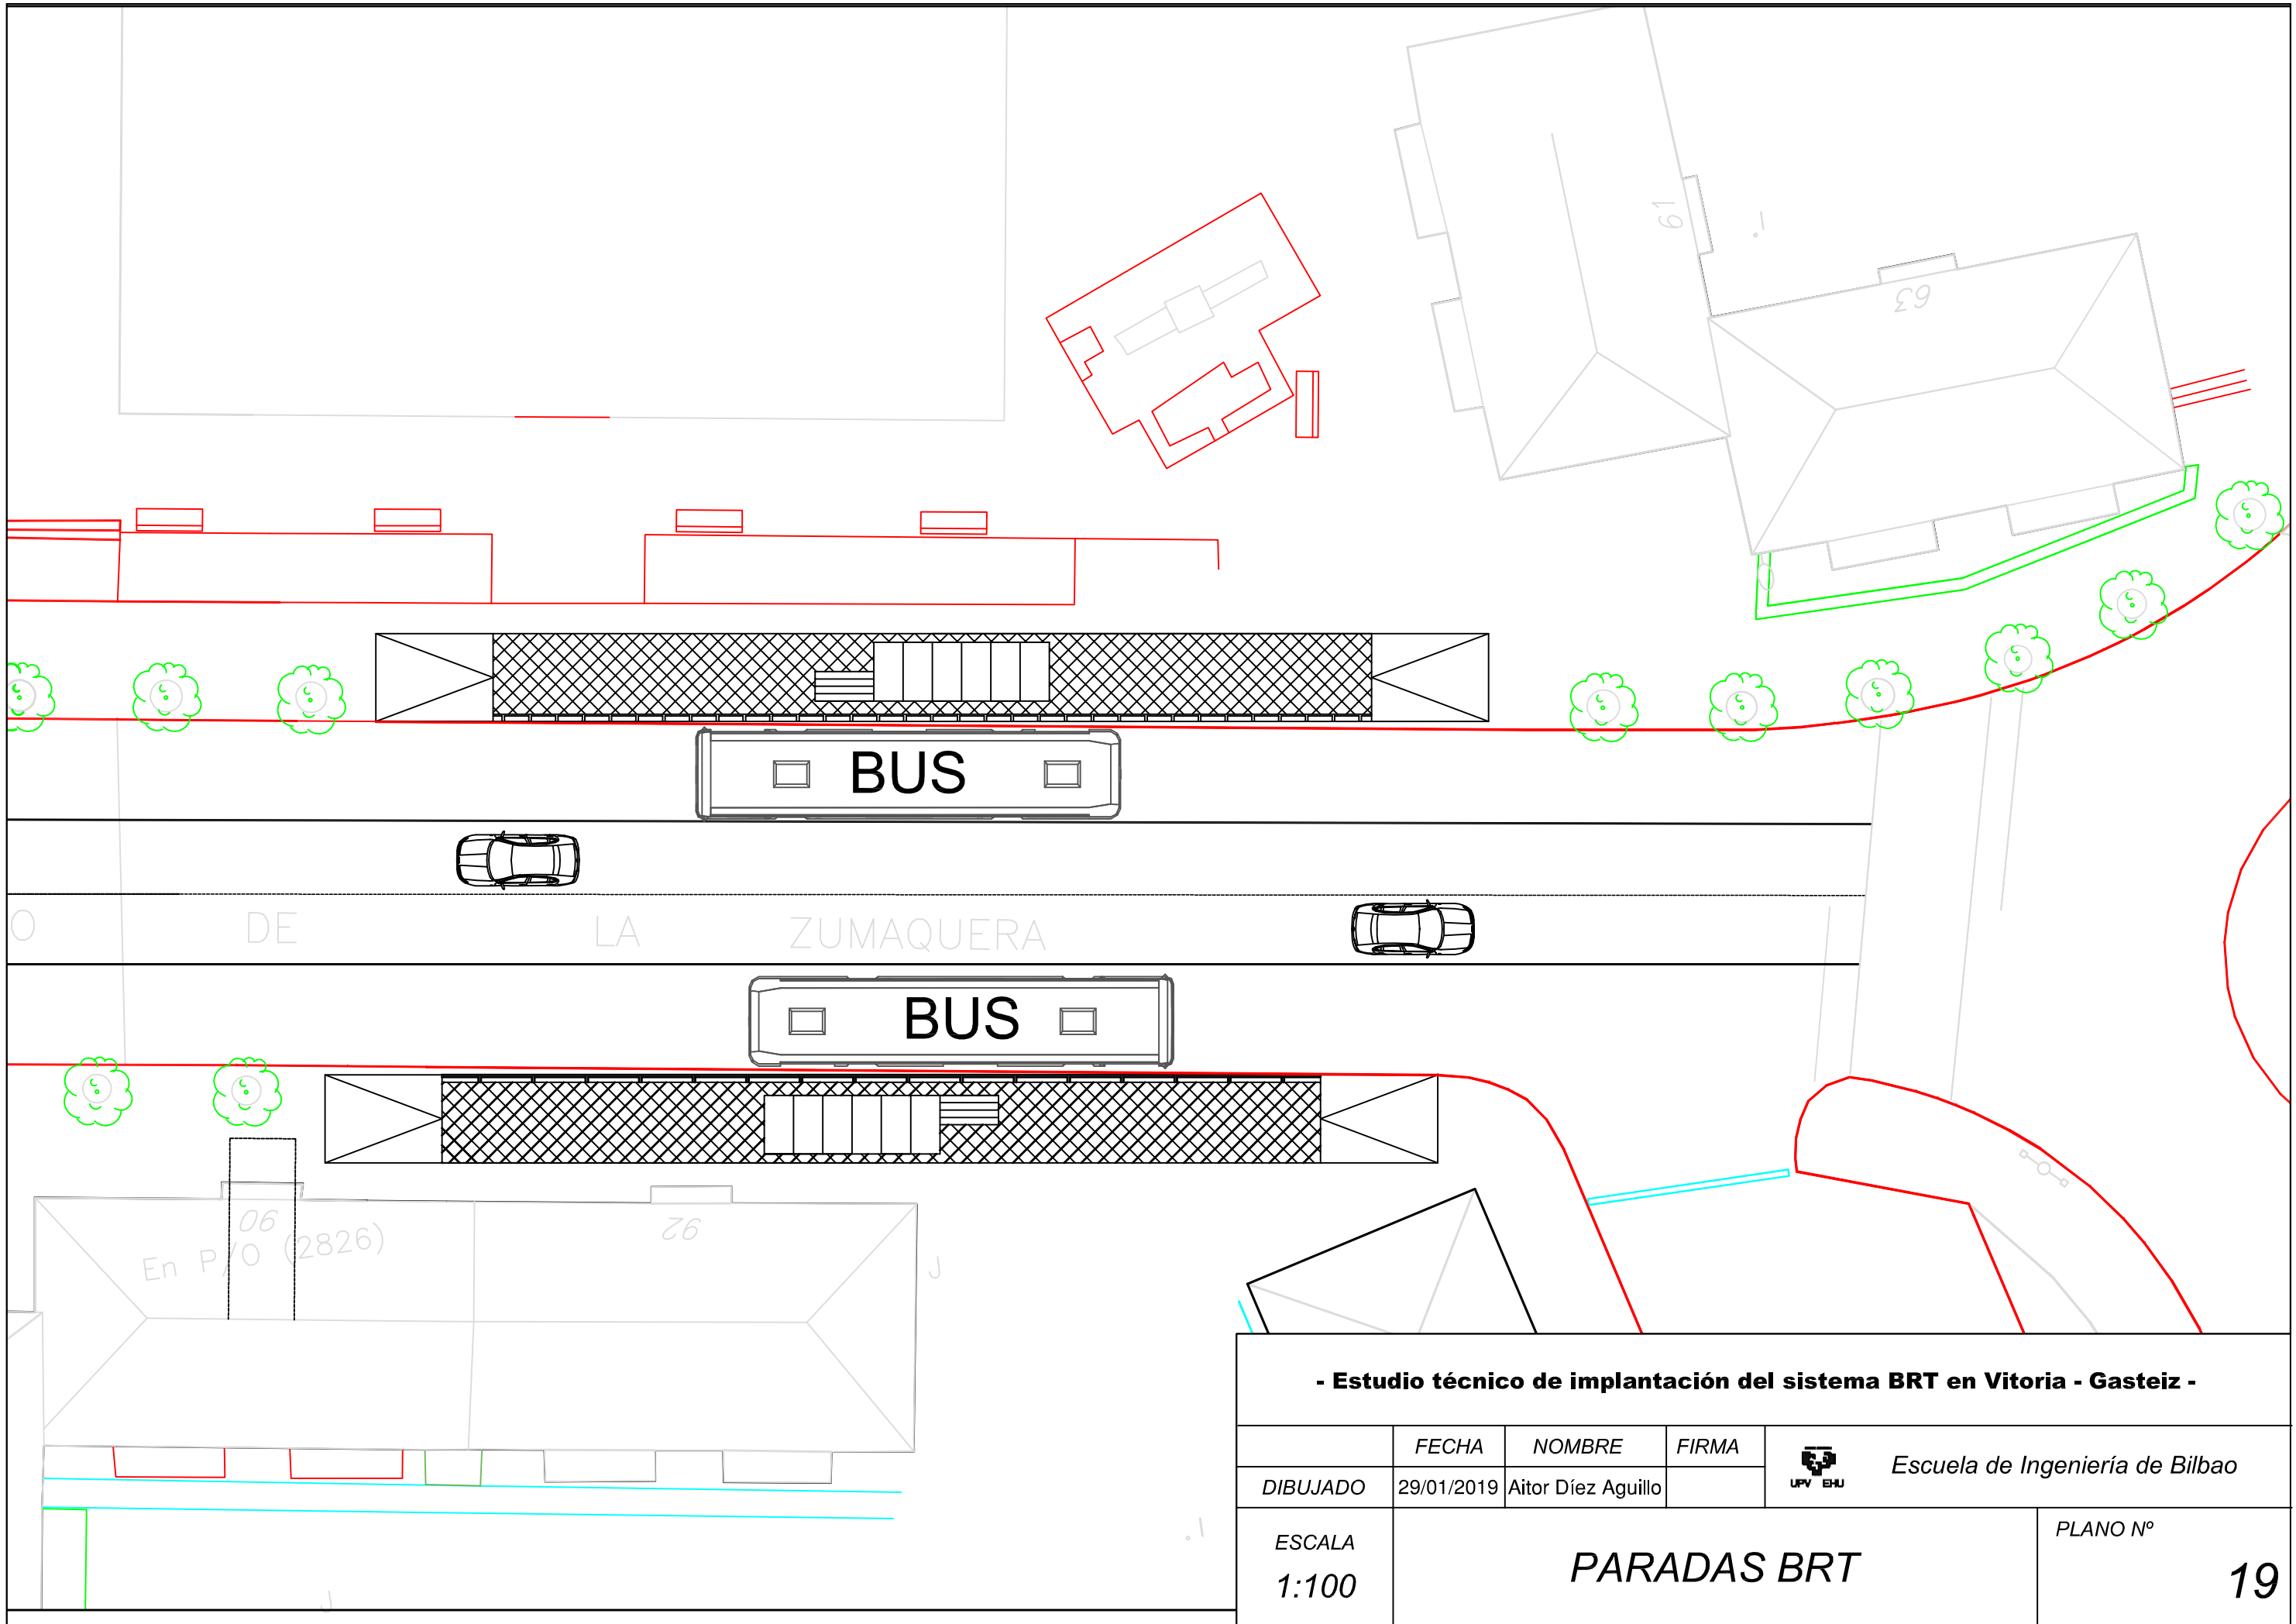 61
63
BUS
O DE LA ZUMAQUERA
BUS
90
92
En P/O (2826)
J
- Estudio técnico de implantación del sistema BRT en Vitoria - Gasteiz -
FECHA NOMBRE FIRMA
DIBUJADO 29/01/2019 Aitor Díez Aguillo
UPV EHU
Escuela de Ingeniería de Bilbao
ESCALA
1:100
PARADAS BRT
PLANO Nº
19
J